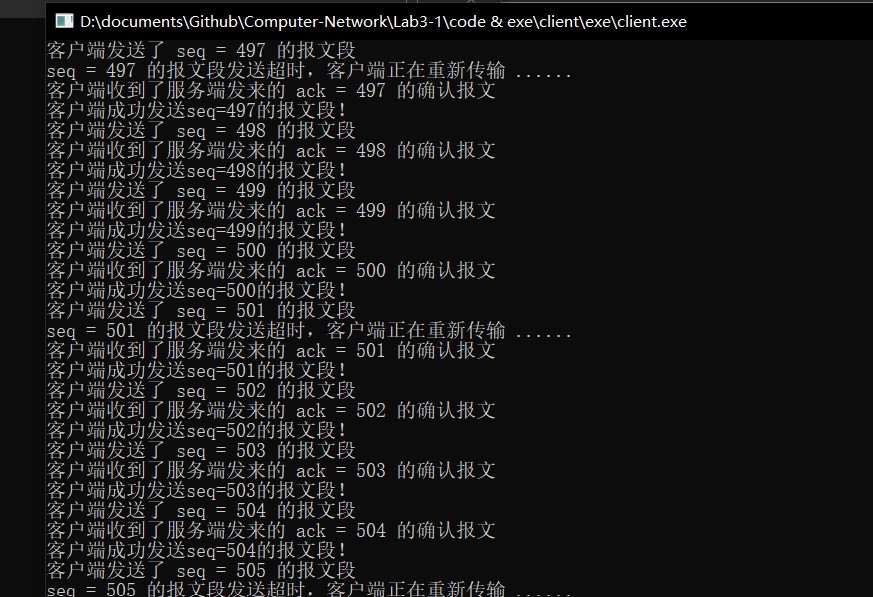 D:\documents\Github\Computer-Network\Lab3-1\code & exe\client\exe\client.exe
客户端发送了 seq = 497 的报文段
seq = 497 的报文段发送超时，客户端正在重新传输 ......
客户端收到了服务端发来的 ack = 497 的确认报文
客户端成功发送seq=497的报文段！
客户端发送了 seq = 498 的报文段
客户端收到了服务端发来的 ack = 498 的确认报文
客户端成功发送seq=498的报文段！
客户端发送了 seq = 499 的报文段
客户端收到了服务端发来的 ack = 499 的确认报文
客户端成功发送seq=499的报文段！
客户端发送了 seq = 500 的报文段
客户端收到了服务端发来的 ack = 500 的确认报文
客户端成功发送seq=500的报文段！
客户端发送了 seq = 501 的报文段
seq = 501 的报文段发送超时，客户端正在重新传输 ......
客户端收到了服务端发来的 ack = 501 的确认报文
客户端成功发送seq=501的报文段！
客户端发送了 seq = 502 的报文段
客户端收到了服务端发来的 ack = 502 的确认报文
客户端成功发送seq=502的报文段！
客户端发送了 seq = 503 的报文段
客户端收到了服务端发来的 ack = 503 的确认报文
客户端成功发送seq=503的报文段！
客户端发送了 seq = 504 的报文段
客户端收到了服务端发来的 ack = 504 的确认报文
客户端成功发送seq=504的报文段！
客户端发送了 seq = 505 的报文段
seq = 505 的报文段发送超时，客户端正在重新传输 ......